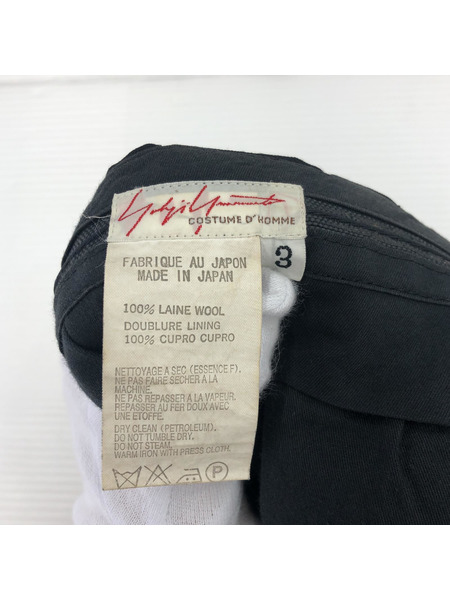 Yohji Yamamoto
COSTUME D'HOMME
3
FABRIQUE AU JAPON
MADE IN JAPAN
100% LAINE WOOL
DOUBLURE LINING
100% CUPRO CUPRO
NETTOYAGE A SEC (ESSENCE F).
NE PAS FAIRE SECHER A LA
MACHINE.
NE PAS REPASSER A LA VAPEUR.
REPASSER AU FER DOUX AVEC
UNE ETOFFE.
DRY CLEAN (PETROLEUM).
DO NOT TUMBLE DRY.
DO NOT STEAM.
WARM IRON WITH PRESS CLOTH.